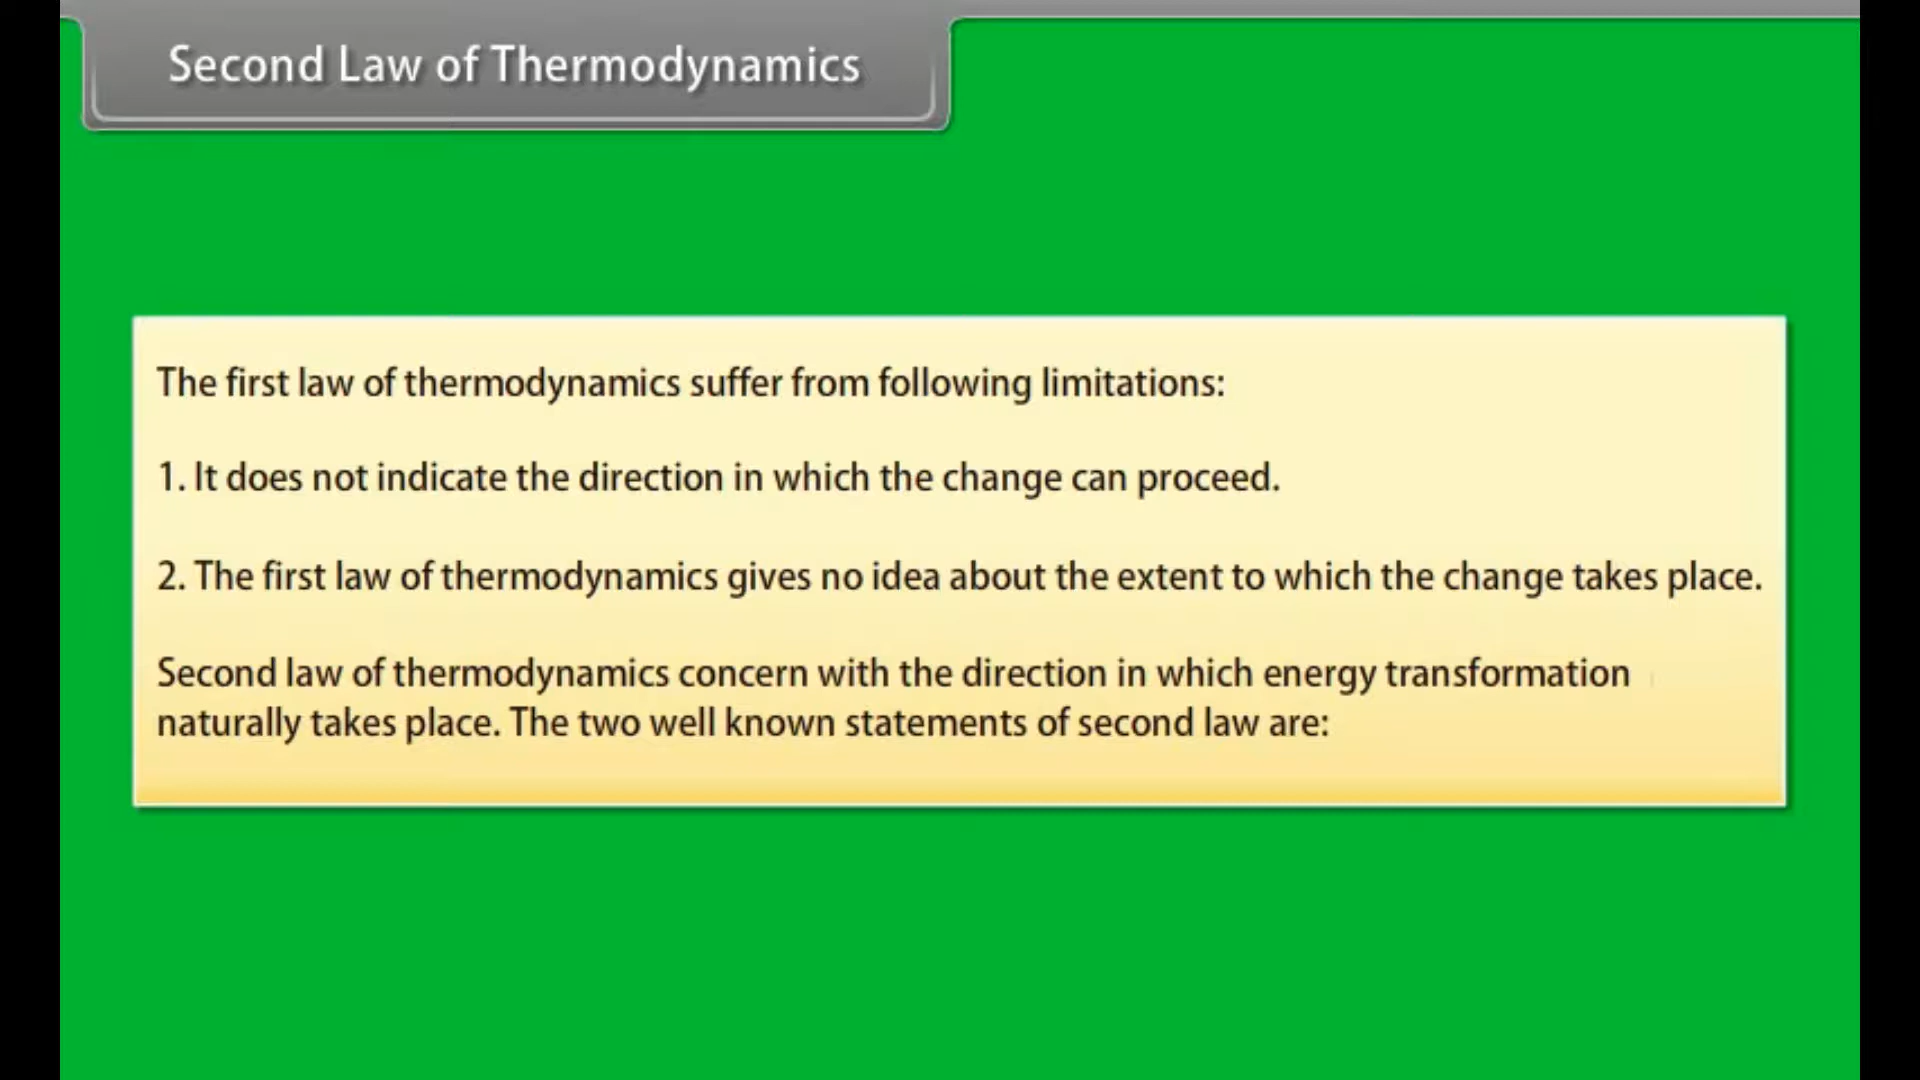 Second Law of Thermodynamics
The first law of thermodynamics suffer from following limitations:
1. It does not indicate the direction in which the change can proceed.
2. The first law of thermodynamics gives no idea about the extent to which the change takes place.
Second law of thermodynamics concern with the direction in which energy transformation
naturally takes place. The two well known statements of second law are: